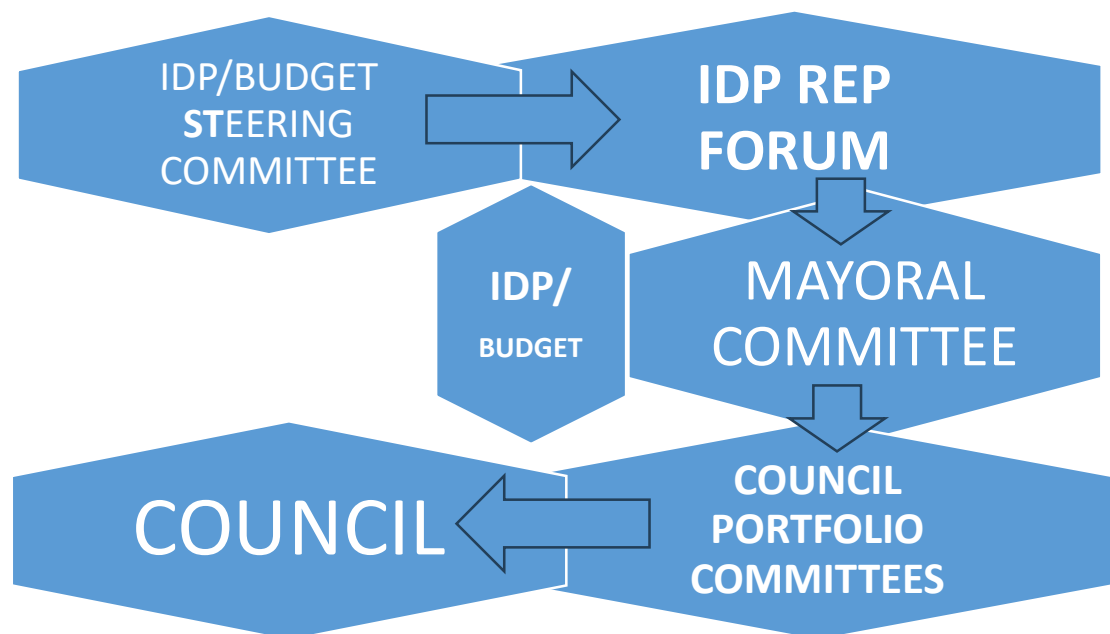 IDP/BUDGET
STEERING
COMMITTEE
IDP REP
FORUM
IDP/
BUDGET
MAYORAL
COMMITTEE
COUNCIL
PORTFOLIO
COMMITTEES
COUNCIL